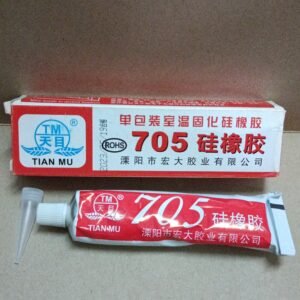 TM
天目
®
TIAN MU
单包装室温固化硅橡胶
ROHS
705 硅橡胶
溧阳市宏大胶业有限公司
TM
天目
TIAN MU
705 硅橡胶
溧阳市宏大胶业有限公司